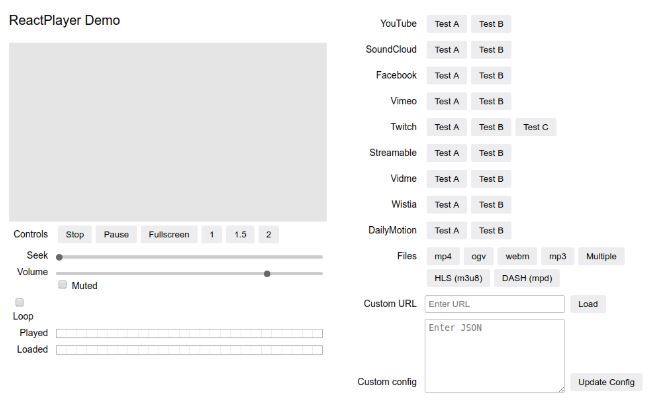 ReactPlayer Demo
Controls Stop Pause Fullscreen 1 1.5 2
Seek
Volume
Muted
Loop
Played
Loaded
YouTube Test A Test B
SoundCloud Test A Test B
Facebook Test A Test B
Vimeo Test A Test B
Twitch Test A Test B Test C
Streamable Test A Test B
Vidme Test A Test B
Wistia Test A Test B
DailyMotion Test A Test B
Files mp4 ogv webm mp3 Multiple
HLS (m3u8) DASH (mpd)
Custom URL Enter URL Load
Enter JSON
Custom config Update Config